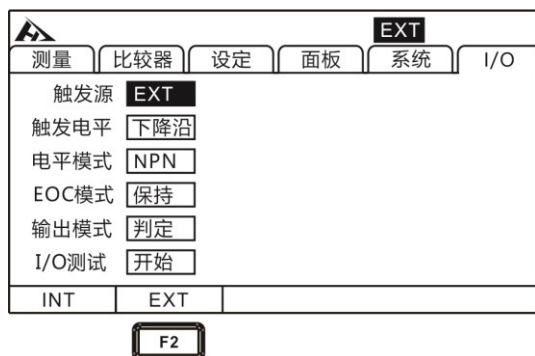 EXT
测量 比较器 设定 面板 系统 I/O
触发源 EXT
触发电平 下降沿
电平模式 NPN
EOC模式 保持
输出模式 判定
I/O测试 开始
INT EXT
F2